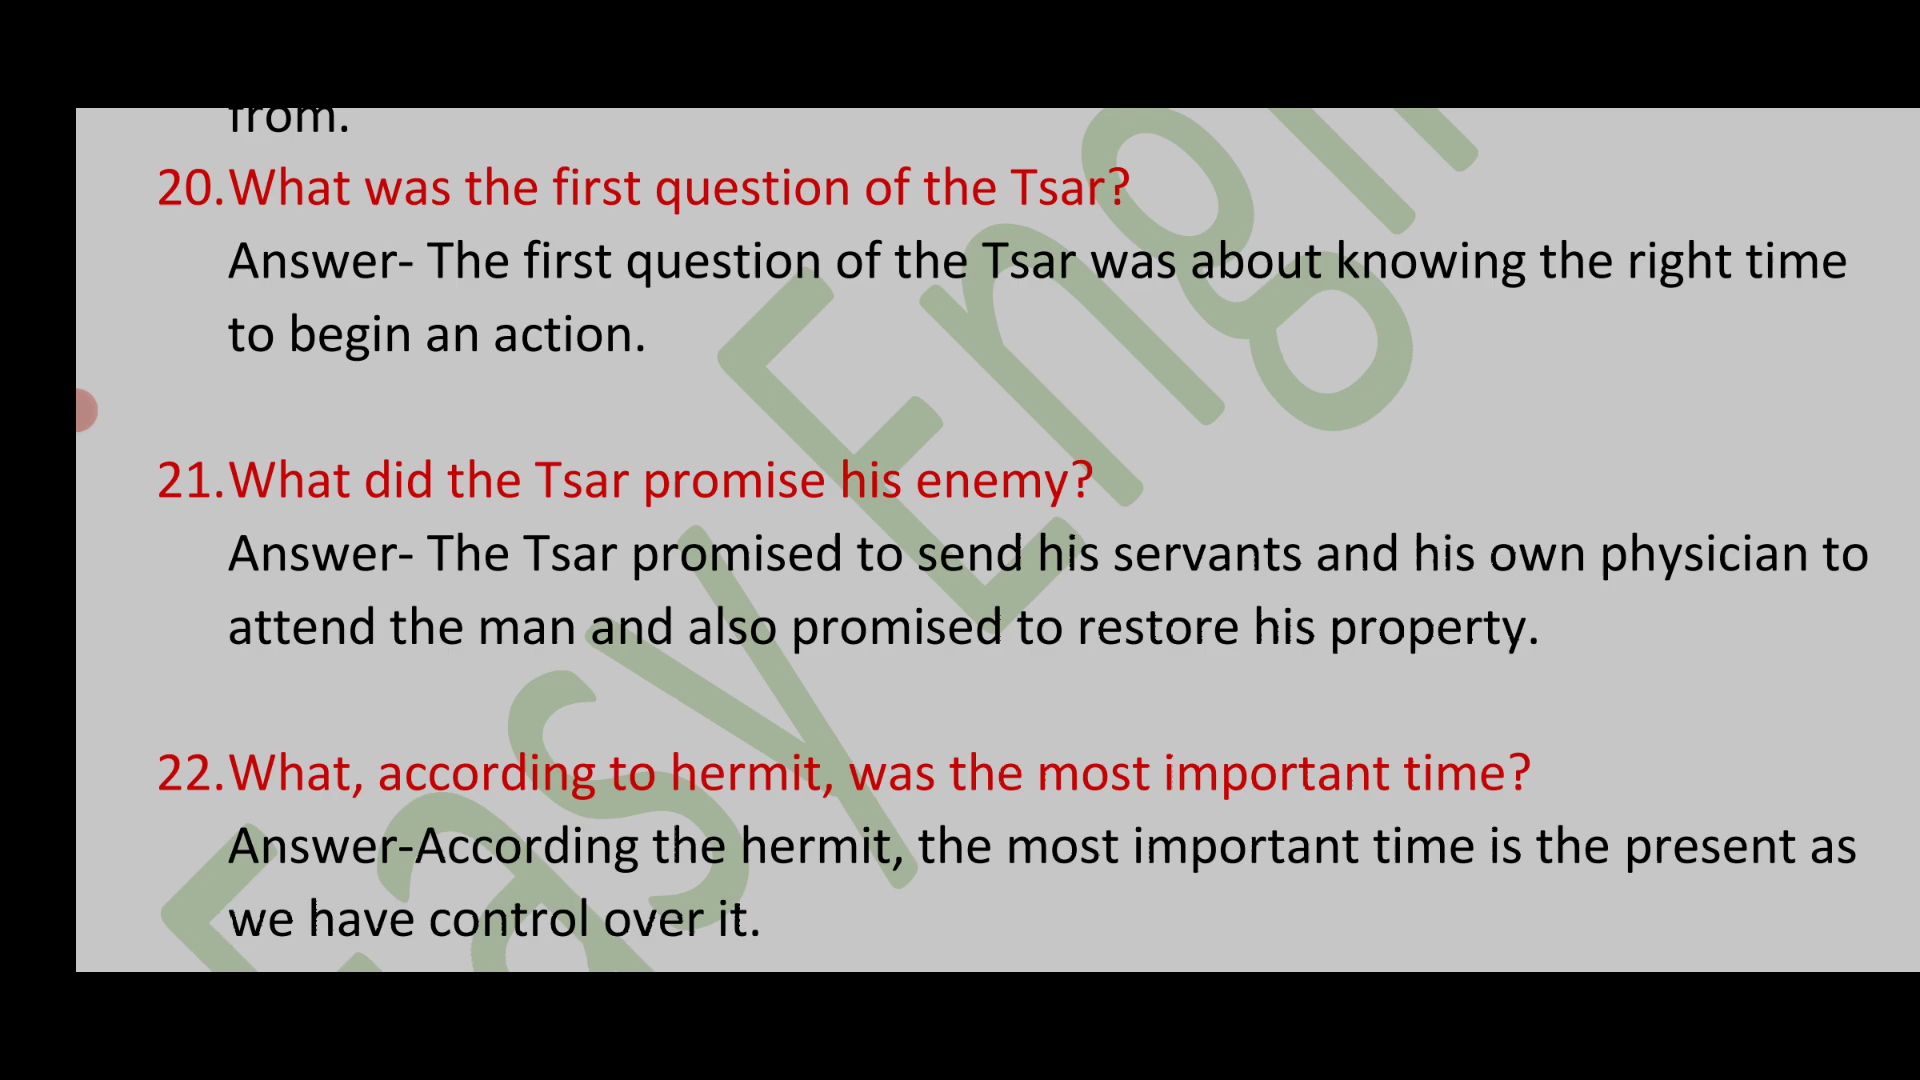 from.
20.What was the first question of the Tsar?
Answer- The first question of the Tsar was about knowing the right time
to begin an action.
21.What did the Tsar promise his enemy?
Answer- The Tsar promised to send his servants and his own physician to
attend the man and also promised to restore his property.
22.What, according to hermit, was the most important time?
Answer-According the hermit, the most important time is the present as
we have control over it.
Easy Engl